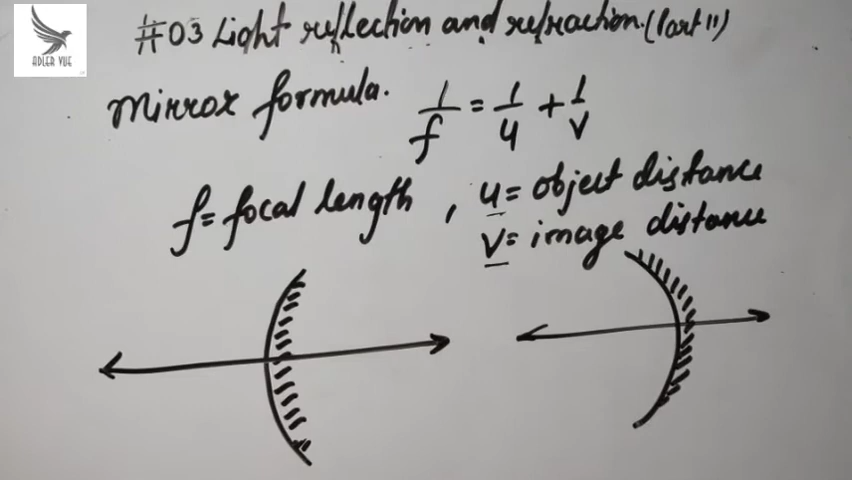 ADLER VUE
#03 Light reflection and refraction. (Part 11)
Mirror formula. 1/f = 1/u + 1/v
f = focal length, u = object distance
v = image distance